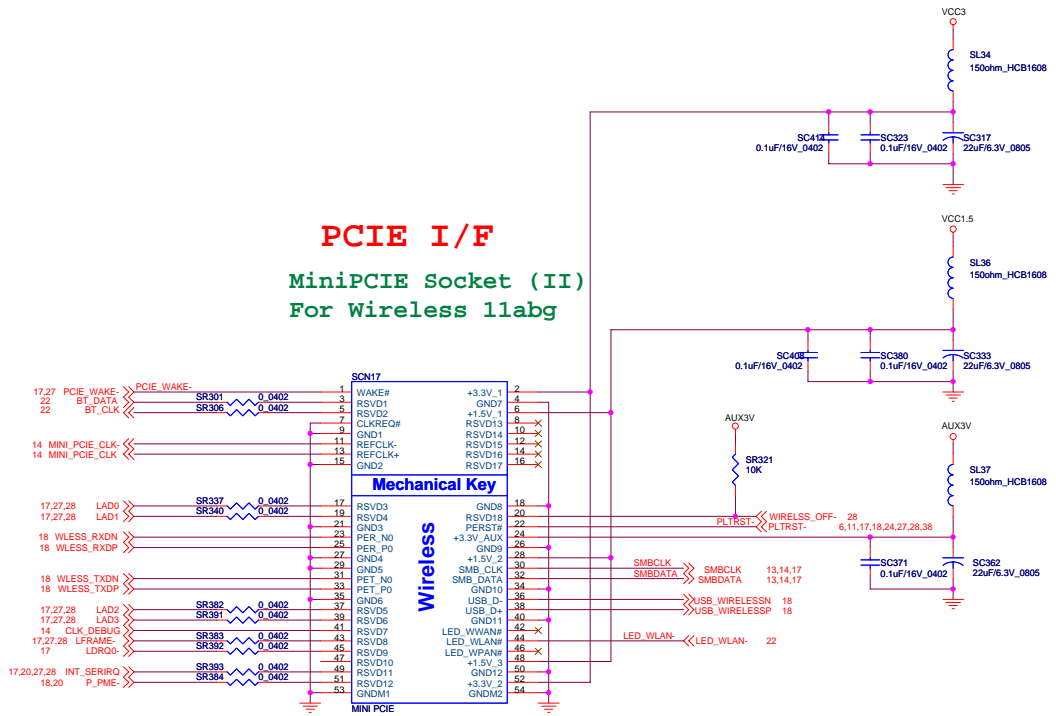 VCC3
SL34
150ohm_HCB1608
SC414
0.1uF/16V_0402
SC323
0.1uF/16V_0402
SC317
22uF/6.3V_0805
PCIE I/F
MiniPCIE Socket (II)
For Wireless 11abg
VCC1.5
SL36
150ohm_HCB1608
SC408
0.1uF/16V_0402
SC380
0.1uF/16V_0402
SC333
22uF/6.3V_0805
AUX3V
SR321
10K
AUX3V
SL37
150ohm_HCB1608
SC371
0.1uF/16V_0402
SC362
22uF/6.3V_0805
SCN17
17,27 PCIE_WAKE- PCIE_WAKE- 1 WAKE# +3.3V_1 2
22 BT_DATA SR301 0_0402 3 RSVD1 GND7 4
22 BT_CLK SR306 0_0402 5 RSVD2 +1.5V_1 6
7 CLKREQ# RSVD13 8
9 GND1 RSVD14 10
14 MINI_PCIE_CLK- 11 REFCLK- RSVD15 12
14 MINI_PCIE_CLK 13 REFCLK+ RSVD16 14
15 GND2 RSVD17 16
Mechanical Key
17,27,28 LAD0 SR337 0_0402 17 RSVD3 GND8 18
17,27,28 LAD1 SR340 0_0402 19 RSVD4 RSVD18 20 WIRELSS_OFF- 28
21 GND3 PERST# 22 PLTRST- PLTRST- 6,11,17,18,24,27,28,38
18 WLESS_RXDN 23 PER_N0 +3.3V_AUX 24
18 WLESS_RXDP 25 PER_P0 GND9 26
27 GND4 +1.5V_2 28
29 GND5 SMB_CLK 30 SMBCLK SMBCLK 13,14,17
18 WLESS_TXDN 31 PET_N0 SMB_DATA 32 SMBDATA SMBDATA 13,14,17
18 WLESS_TXDP 33 PET_P0 GND10 34
35 GND6 USB_D- 36 USB_WIRELESSN 18
17,27,28 LAD2 SR382 0_0402 37 RSVD5 USB_D+ 38 USB_WIRELESSP 18
17,27,28 LAD3 SR391 0_0402 39 RSVD6 GND11 40
14 CLK_DEBUG 41 RSVD7 LED_WWAN# 42
17,27,28 LFRAME- SR383 0_0402 43 RSVD8 LED_WLAN# 44 LED_WLAN- LED_WLAN- 22
17 LDRQ0- SR392 0_0402 45 RSVD9 LED_WPAN# 46
47 RSVD10 +1.5V_3 48
17,20,27,28 INT_SERIRQ SR393 0_0402 49 RSVD11 GND12 50
18,20 P_PME- SR384 0_0402 51 RSVD12 +3.3V_2 52
53 GNDM1 GNDM2 54
Wireless
MINI PCIE